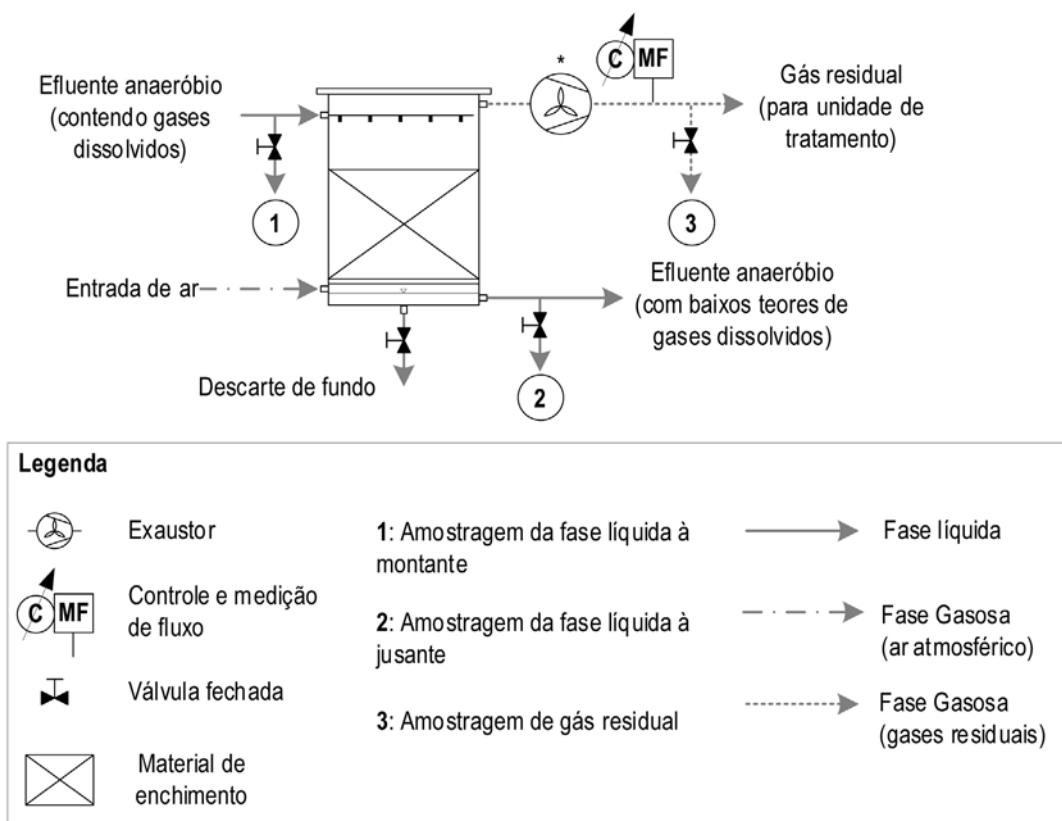 Efluente anaeróbio
(contendo gases
dissolvidos)
*
C
MF
Gás residual
(para unidade de
tratamento)
1
3
Entrada de ar
Efluente anaeróbio
(com baixos teores de
gases dissolvidos)
Descarte de fundo
2
Legenda
Exaustor
1: Amostragem da fase líquida à
montante
Fase líquida
C
MF
Controle e medição
de fluxo
2: Amostragem da fase líquida à
jusante
Fase Gasosa
(ar atmosférico)
Válvula fechada
3: Amostragem de gás residual
Fase Gasosa
(gases residuais)
Material de
enchimento